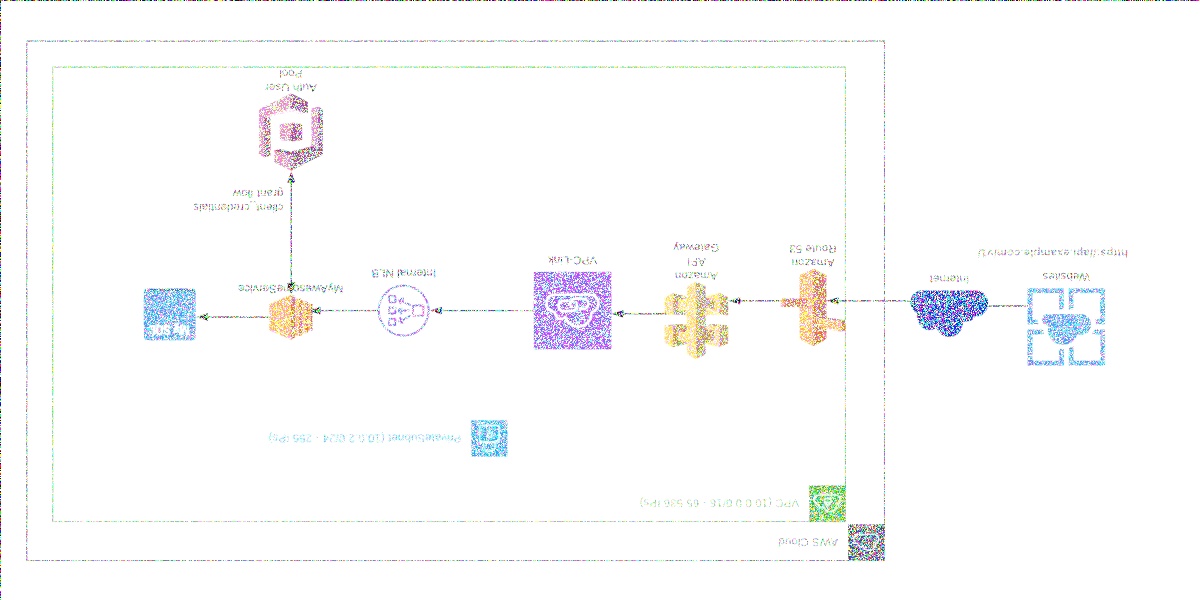 AWS Cloud
VPC (10.0.0.0/16 - 65,536 IPs)
PrivateSubnet (10.0.2.0/24 - 256 IPs)
Websites
https://api.example.com/v1/
Internet
Amazon
Route 53
Amazon
API
Gateway
VPC-Link
Internal NLB
MyAwesomeService
client_credentials
grant flow
Auth User
Pool